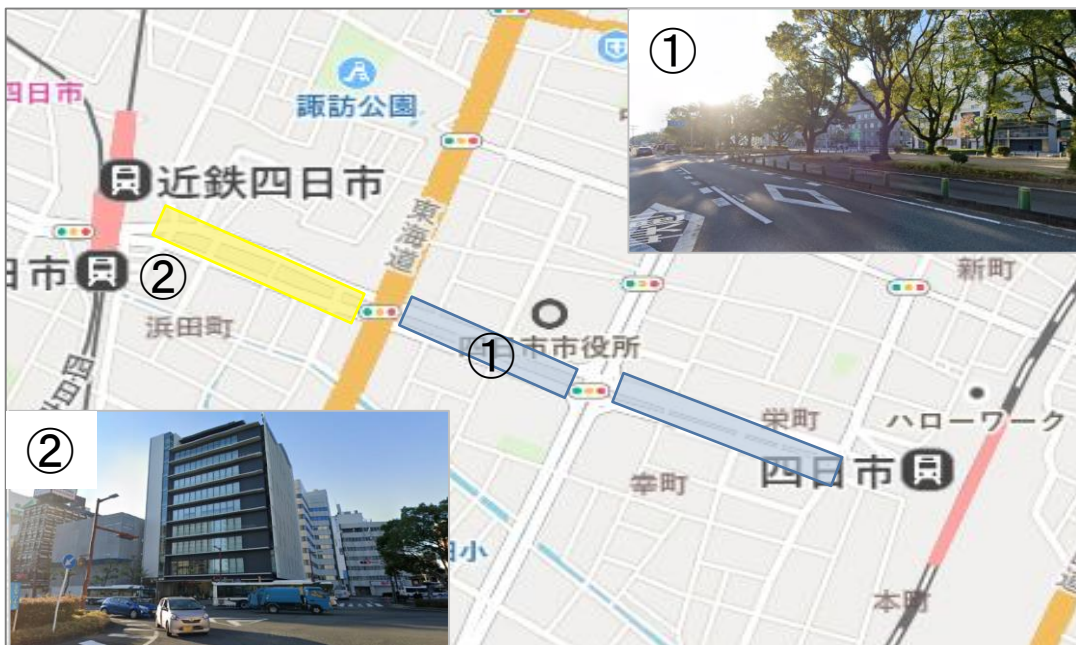 ①
四日市
諏訪公園
近鉄四日市
東海道
新町
日市
②
浜田町
四日市市役所
①
ハローワーク
栄町
四日市
幸町
②
小
本町